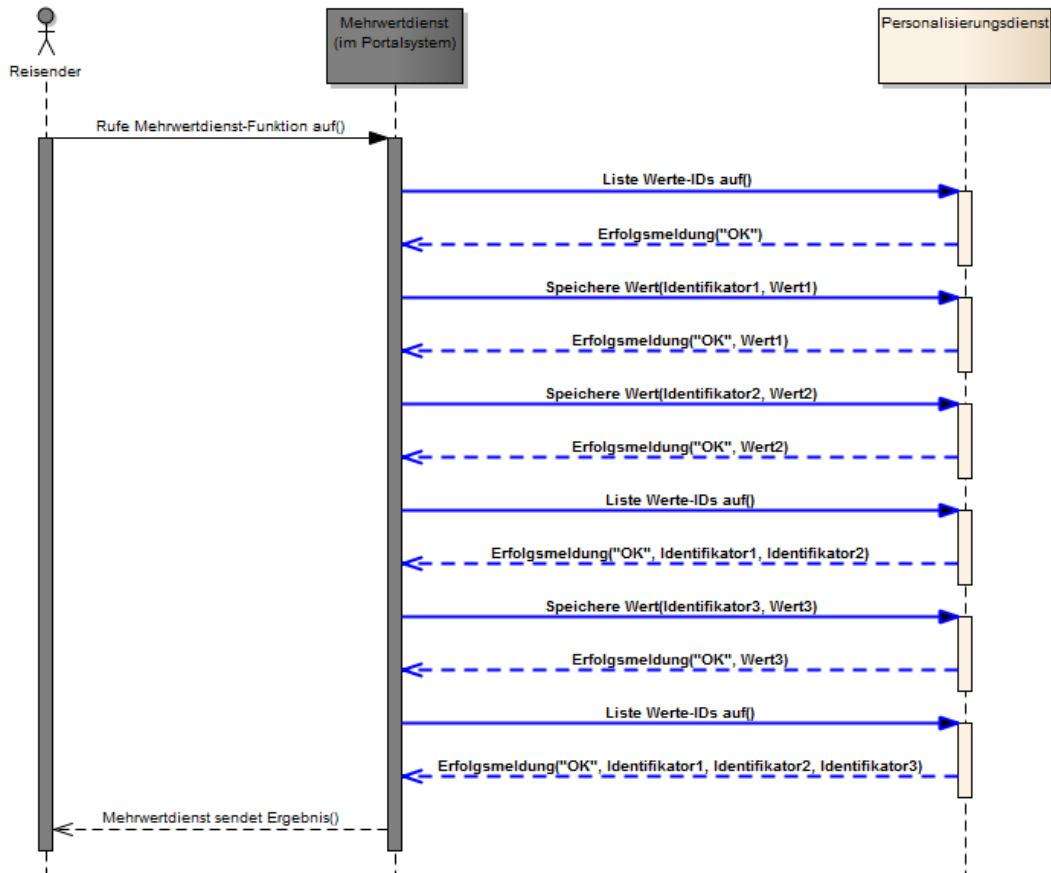 Mehrwertdienst
(im Portalsystem)
Personalisierungsdienst
Reisender
Rufe Mehrwertdienst-Funktion auf()
Liste Werte-IDs auf()
Erfolgsmeldung("OK")
Speichere Wert(Identifikator1, Wert1)
Erfolgsmeldung("OK", Wert1)
Speichere Wert(Identifikator2, Wert2)
Erfolgsmeldung("OK", Wert2)
Liste Werte-IDs auf()
Erfolgsmeldung("OK", Identifikator1, Identifikator2)
Speichere Wert(Identifikator3, Wert3)
Erfolgsmeldung("OK", Wert3)
Liste Werte-IDs auf()
Erfolgsmeldung("OK", Identifikator1, Identifikator2, Identifikator3)
Mehrwertdienst sendet Ergebnis()